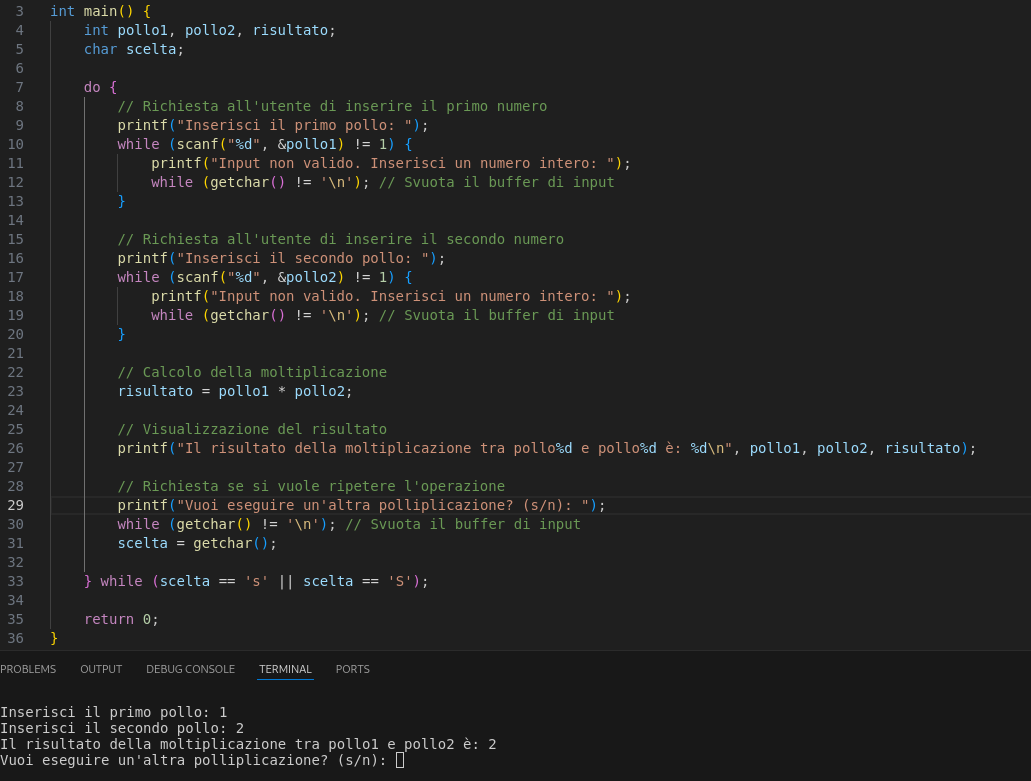 3 int main() {
4 int pollo1, pollo2, risultato;
5 char scelta;
6
7 do {
8 // Richiesta all'utente di inserire il primo numero
9 printf("Inserisci il primo pollo: ");
10 while (scanf("%d", &pollo1) != 1) {
11 printf("Input non valido. Inserisci un numero intero: ");
12 while (getchar() != '\n'); // Svuota il buffer di input
13 }
14
15 // Richiesta all'utente di inserire il secondo numero
16 printf("Inserisci il secondo pollo: ");
17 while (scanf("%d", &pollo2) != 1) {
18 printf("Input non valido. Inserisci un numero intero: ");
19 while (getchar() != '\n'); // Svuota il buffer di input
20 }
21
22 // Calcolo della moltiplicazione
23 risultato = pollo1 * pollo2;
24
25 // Visualizzazione del risultato
26 printf("Il risultato della moltiplicazione tra pollo%d e pollo%d è: %d\n", pollo1, pollo2, risultato);
27
28 // Richiesta se si vuole ripetere l'operazione
29 printf("Vuoi eseguire un'altra polliplicazione? (s/n): ");
30 while (getchar() != '\n'); // Svuota il buffer di input
31 scelta = getchar();
32
33 } while (scelta == 's' || scelta == 'S');
34
35 return 0;
36 }
PROBLEMS OUTPUT DEBUG CONSOLE TERMINAL PORTS
Inserisci il primo pollo: 1
Inserisci il secondo pollo: 2
Il risultato della moltiplicazione tra pollo1 e pollo2 è: 2
Vuoi eseguire un'altra polliplicazione? (s/n):